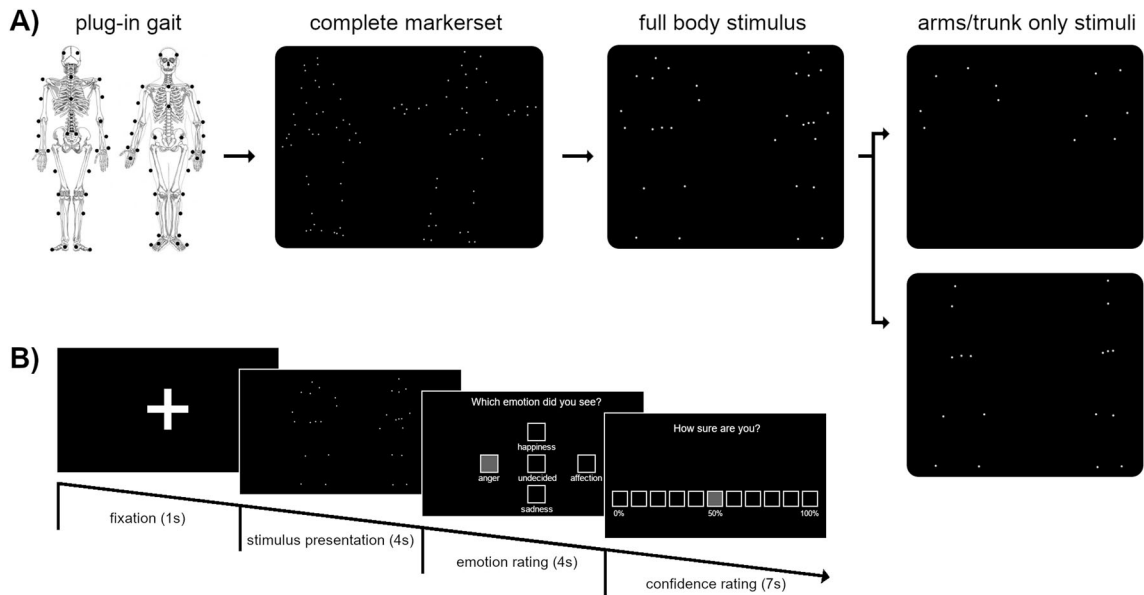 A)
plug-in gait
complete markerset
full body stimulus
arms/trunk only stimuli
B)
Which emotion did you see?
happiness
anger
undecided
affection
sadness
How sure are you?
0%
50%
100%
fixation (1s)
stimulus presentation (4s)
emotion rating (4s)
confidence rating (7s)